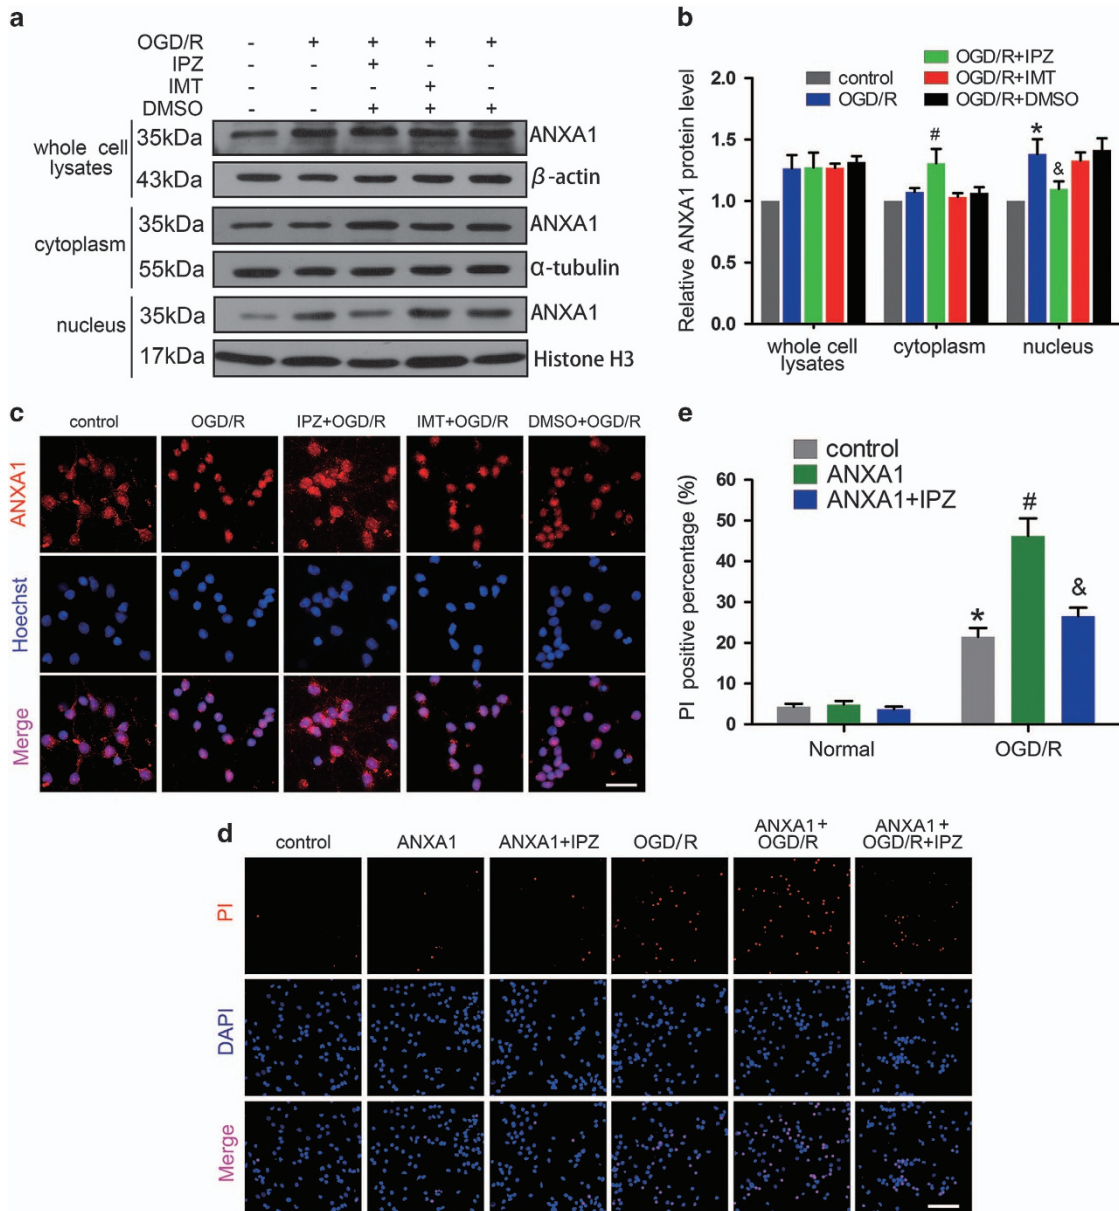 a
OGD/R - + + + +
IPZ - - + - -
IMT - - - + -
DMSO - - + + +
whole cell lysates
35kDa ANXA1
43kDa β-actin
cytoplasm
35kDa ANXA1
55kDa α-tubulin
nucleus
35kDa ANXA1
17kDa Histone H3
b
Relative ANXA1 protein level
2.0
1.5
1.0
0.5
0.0
control
OGD/R
OGD/R+IPZ
OGD/R+IMT
OGD/R+DMSO
#
*
&
whole cell lysates
cytoplasm
nucleus
c
control OGD/R IPZ+OGD/R IMT+OGD/R DMSO+OGD/R
ANXA1
Hoechst
Merge
e
PI positive percentage (%)
60
50
40
30
20
10
0
control
ANXA1
ANXA1+IPZ
*
#
&
Normal
OGD/R
d
control ANXA1 ANXA1+IPZ OGD/R ANXA1+ OGD/R ANXA1+ OGD/R+IPZ
PI
DAPI
Merge